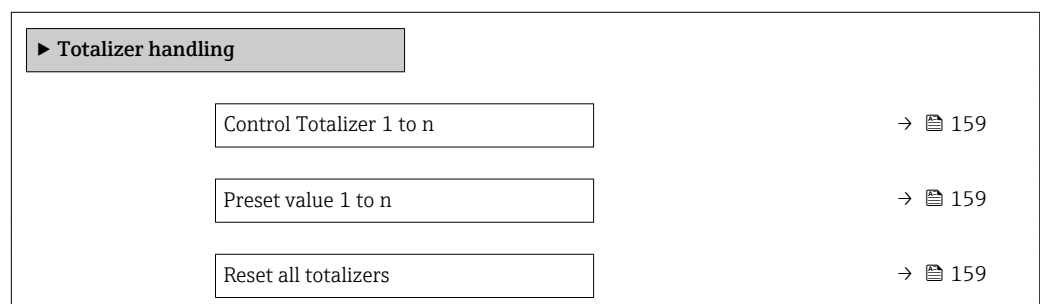 ▶ Totalizer handling
Control Totalizer 1 to n → 159
Preset value 1 to n → 159
Reset all totalizers → 159